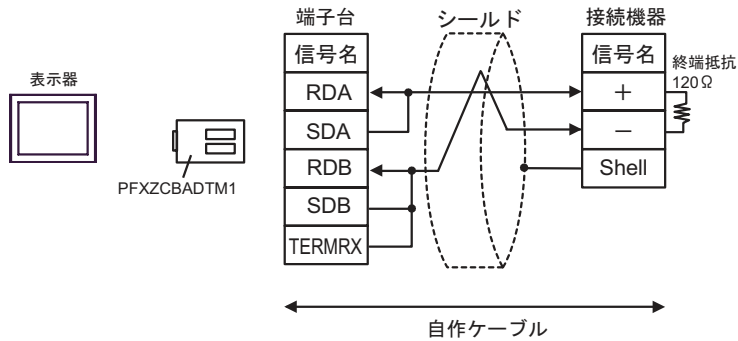 表示器
PFXZCBADTM1
端子台
信号名
RDA
SDA
RDB
SDB
TERMRX
シールド
接続機器
信号名
+
-
Shell
終端抵抗
120Ω
自作ケーブル